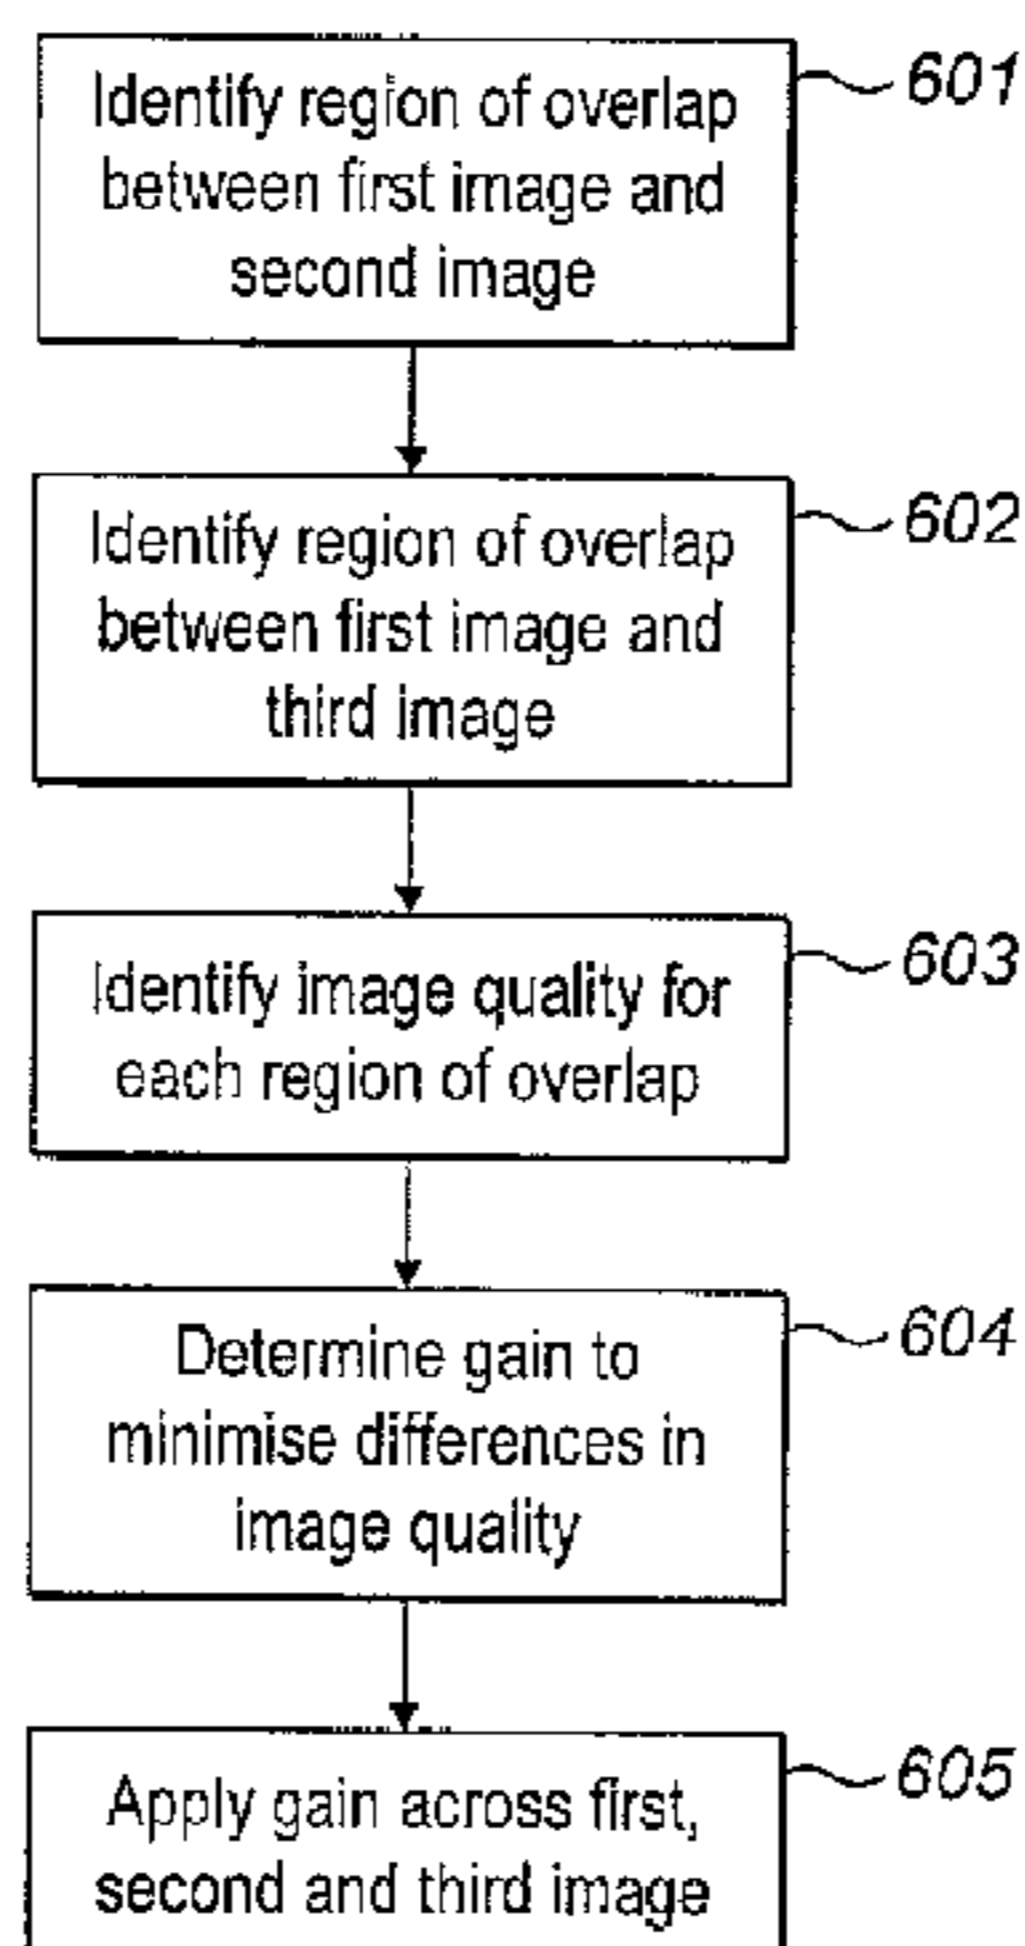 Identify region of overlap
between first image and
second image
601
Identify region of overlap
between first image and
third image
602
Identify image quality for
each region of overlap
603
Determine gain to
minimise differences in
image quality
604
Apply gain across first,
second and third image
605